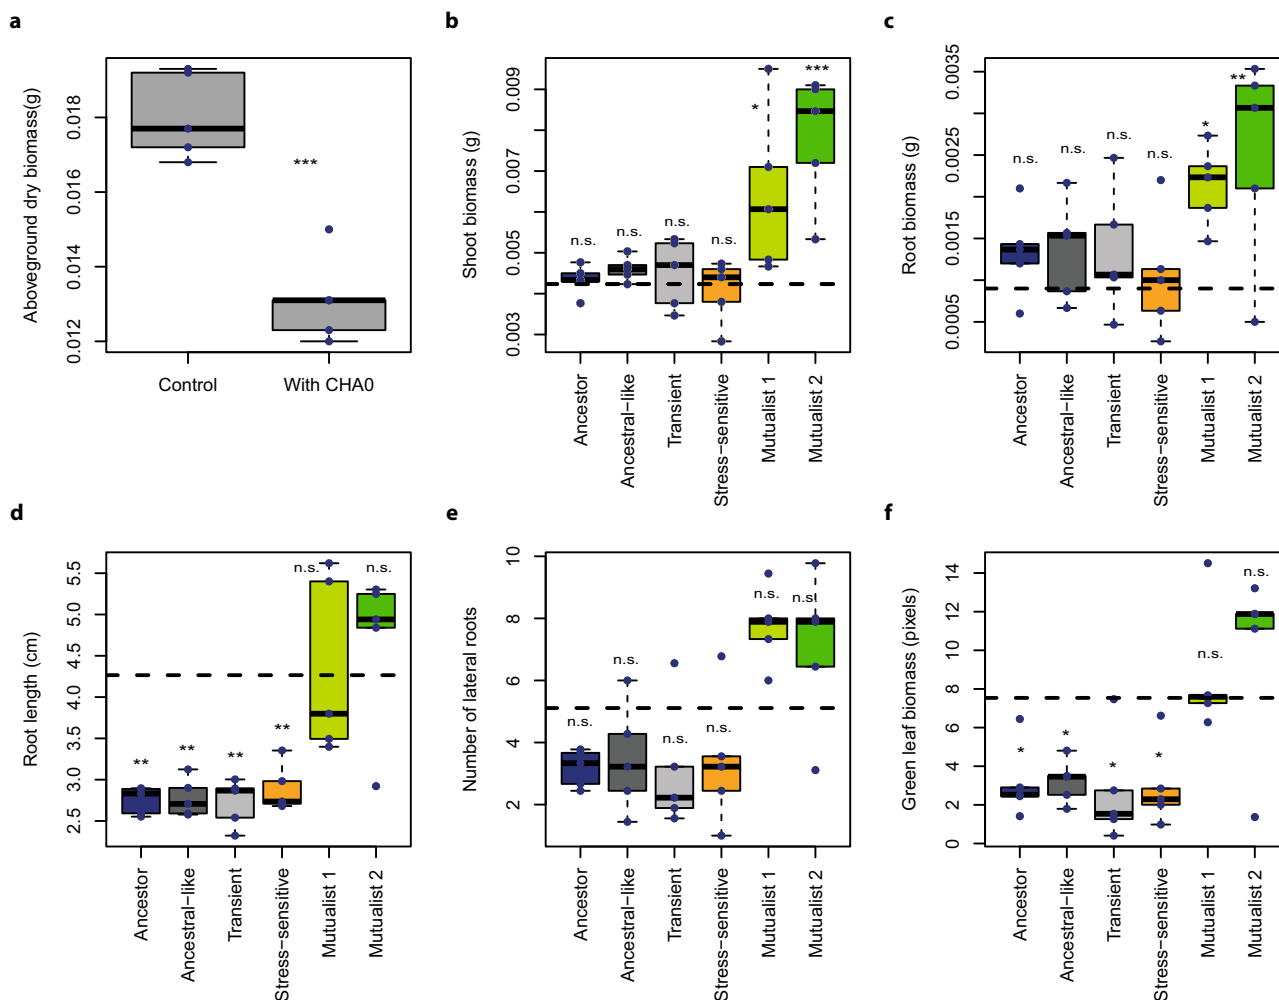 a
Aboveground dry biomass(g)
0.018
0.016
0.014
0.012
***
Control
With CHA0
b
Shoot biomass (g)
0.009
0.007
0.005
0.003
n.s.
n.s.
n.s.
n.s.
*
***
Ancestor
Ancestral-like
Transient
Stress-sensitive
Mutualist 1
Mutualist 2
c
Root biomass (g)
0.0035
0.0025
0.0015
0.0005
n.s.
n.s.
n.s.
n.s.
*
**
Ancestor
Ancestral-like
Transient
Stress-sensitive
Mutualist 1
Mutualist 2
d
Root length (cm)
5.5
5.0
4.5
4.0
3.5
3.0
2.5
**
**
**
**
n.s.
n.s.
Ancestor
Ancestral-like
Transient
Stress-sensitive
Mutualist 1
Mutualist 2
e
Number of lateral roots
10
8
6
4
2
n.s.
n.s.
n.s.
n.s.
n.s.
n.s.
Ancestor
Ancestral-like
Transient
Stress-sensitive
Mutualist 1
Mutualist 2
f
Green leaf biomass (pixels)
14
12
10
8
6
4
2
0
*
*
*
*
n.s.
n.s.
Ancestor
Ancestral-like
Transient
Stress-sensitive
Mutualist 1
Mutualist 2